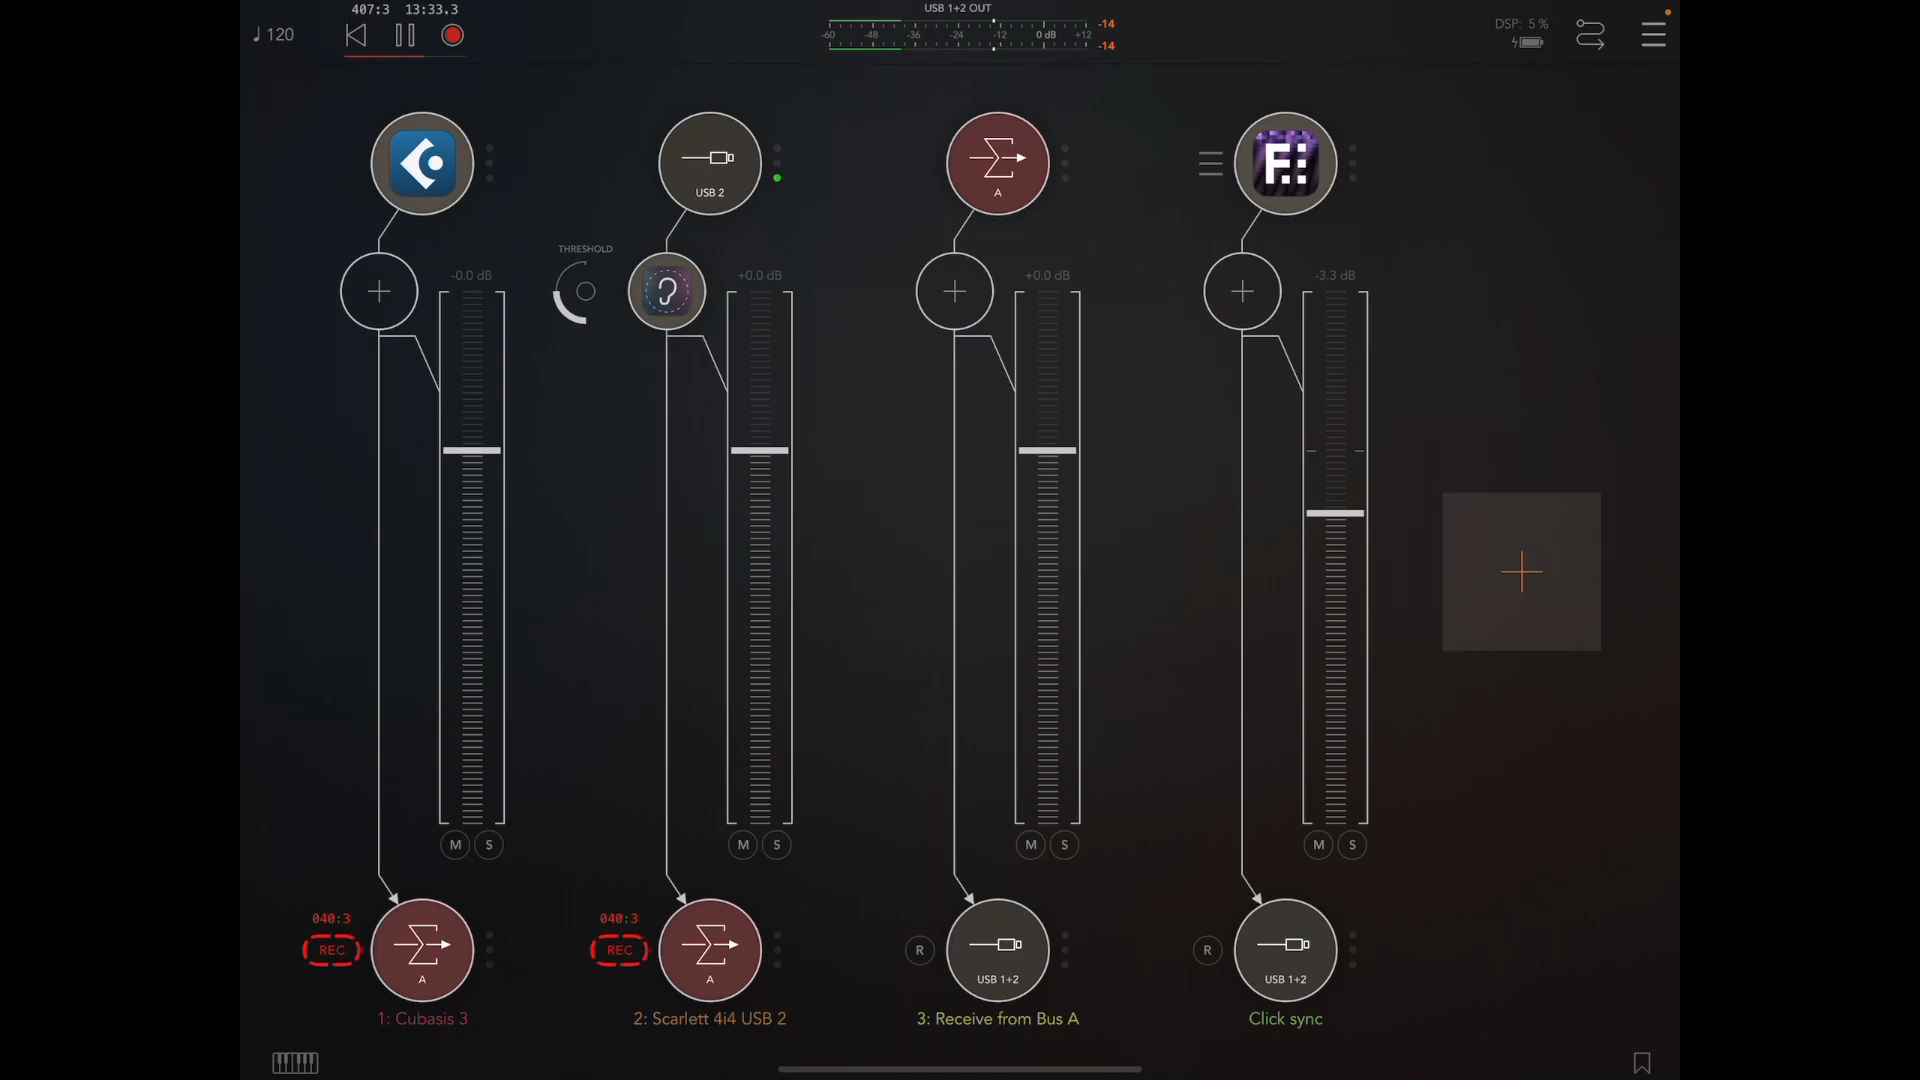 407:3 13:33.3
♩ 120
USB 1+2 OUT
-60 -48 -36 -24 -12 0 dB +12
-14
-14
DSP: 5 %
USB 2
A
F::
THRESHOLD
-0.0 dB
+0.0 dB
+0.0 dB
-3.3 dB
M S
M S
M S
M S
040:3
REC
A
040:3
REC
A
R
USB 1+2
R
USB 1+2
1: Cubasis 3
2: Scarlett 4i4 USB 2
3: Receive from Bus A
Click sync